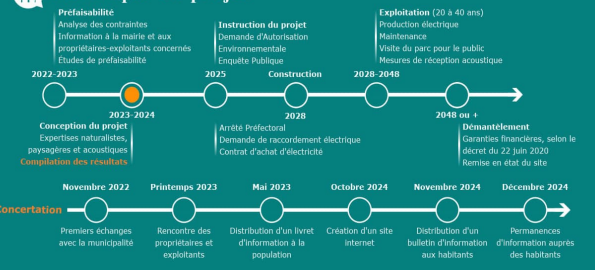 Préfaisabilité
Analyse des contraintes
Information à la mairie et aux
propriétaires-exploitants concernés
Études de préfaisabilité
Instruction du projet
Demande d'Autorisation
Environnementale
Enquête Publique
Exploitation (20 à 40 ans)
Production électrique
Maintenance
Visite du parc pour le public
Mesures de réception acoustique
2022-2023
2025
Construction
2028-2048
2023-2024
2028
2048 ou +
Conception du projet
Expertises naturalistes,
paysagères et acoustiques
Compilation des résultats
Arrêté Préfectoral
Demande de raccordement électrique
Contrat d'achat d'électricité
Démantèlement
Garanties financières, selon le
décret du 22 juin 2020
Remise en état du site
Concertation
Novembre 2022
Printemps 2023
Mai 2023
Octobre 2024
Novembre 2024
Décembre 2024
Premiers échanges
avec la municipalité
Rencontre des
propriétaires et
exploitants
Distribution d'un livret
d'information à la
population
Création d'un site
internet
Distribution d'un
bulletin d'information
aux habitants
Permanences
d'information auprès
des habitants